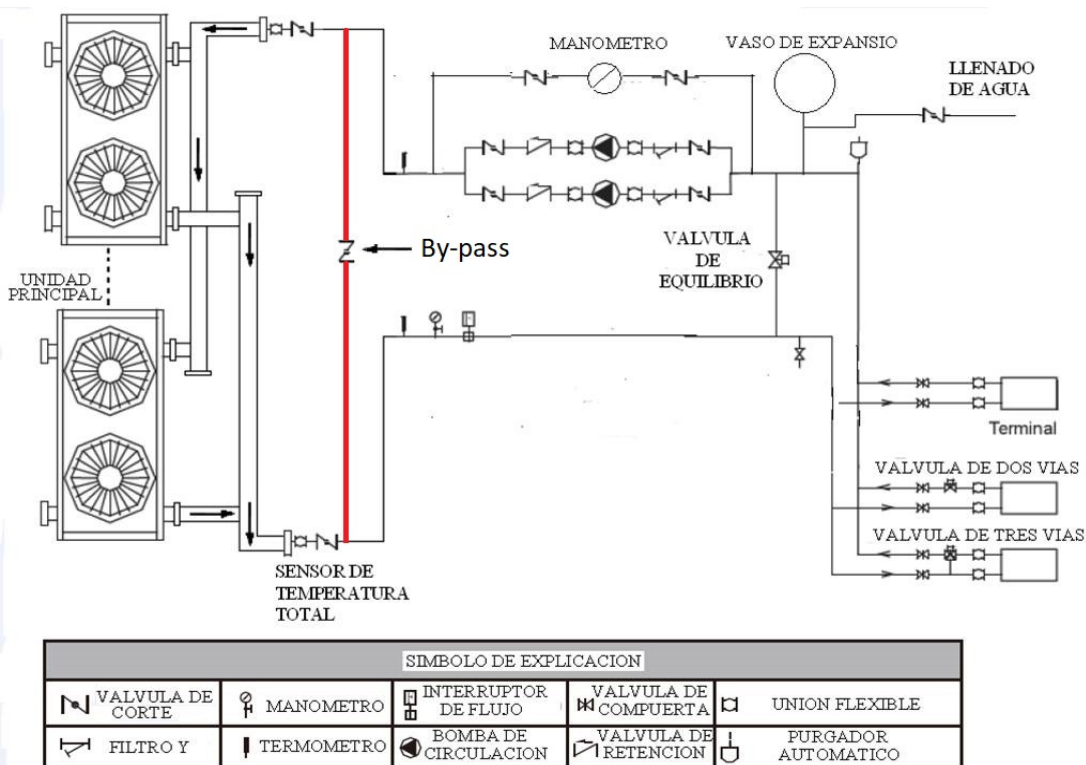 MANOMETRO
VASO DE EXPANSIO
LLENADO
DE AGUA
By-pass
VALVULA
DE
EQUILIBRIO
UNIDAD
PRINCIPAL
Terminal
VALVULA DE DOS VIAS
VALVULA DE TRES VIAS
SENSOR DE
TEMPERATURA
TOTAL
SIMBOLO DE EXPLICACION
VALVULA DE
CORTE
MANOMETRO
INTERRUPTOR
DE FLUJO
VALVULA DE
COMPUERTA
UNION FLEXIBLE
FILTRO Y
TERMOMETRO
BOMBA DE
CIRCULACION
VALVULA DE
RETENCION
PURGADOR
AUTOMATICO